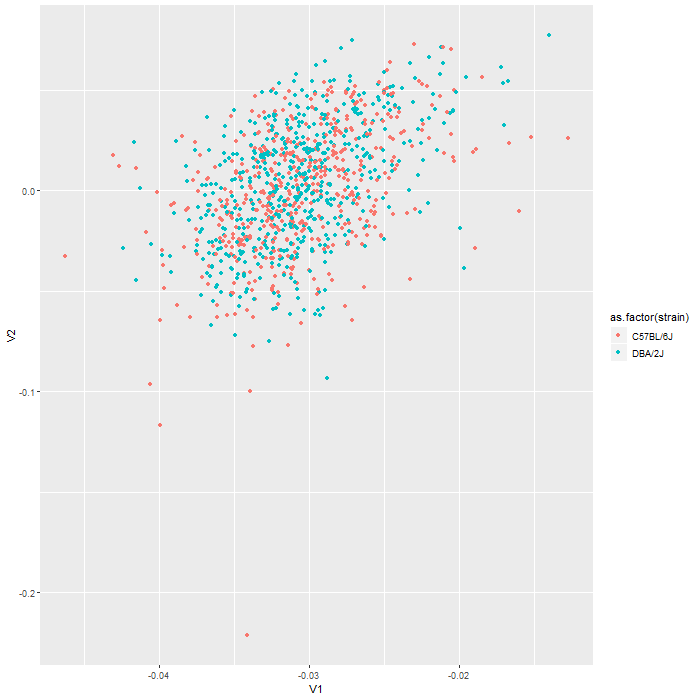 0.0
-0.1
-0.2
V2
-0.04
-0.03
-0.02
V1
as.factor(strain)
C57BL/6J
DBA/2J